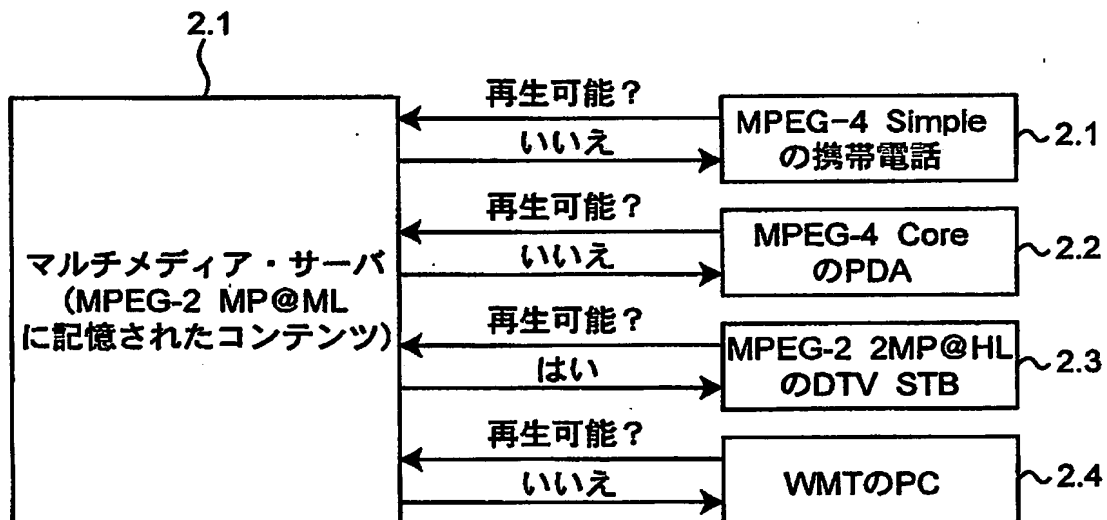 2.1
マルチメディア・サーバ
(MPEG-2 MP@ML
に記憶されたコンテンツ)
再生可能？
いいえ
MPEG-4 Simple
の携帯電話
2.1
再生可能？
いいえ
MPEG-4 Core
のPDA
2.2
再生可能？
はい
MPEG-2 2MP@HL
のDTV STB
2.3
再生可能？
いいえ
WMTのPC
2.4